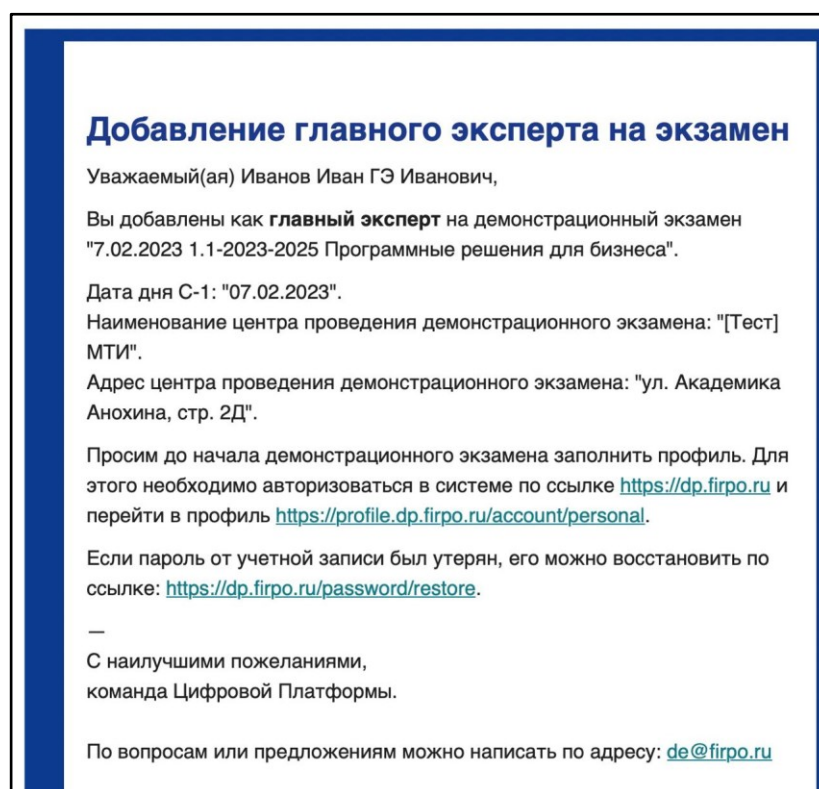 Добавление главного эксперта на экзамен
Уважаемый(ая) Иванов Иван ГЭ Иванович,
Вы добавлены как главный эксперт на демонстрационный экзамен
"7.02.2023 1.1-2023-2025 Программные решения для бизнеса".
Дата дня С-1: "07.02.2023".
Наименование центра проведения демонстрационного экзамена: "[Тест]
МТИ".
Адрес центра проведения демонстрационного экзамена: "ул. Академика
Анохина, стр. 2Д".
Просим до начала демонстрационного экзамена заполнить профиль. Для
этого необходимо авторизоваться в системе по ссылке https://dp.firpo.ru и
перейти в профиль https://profile.dp.firpo.ru/account/personal.
Если пароль от учетной записи был утерян, его можно восстановить по
ссылке: https://dp.firpo.ru/password/restore.
—
С наилучшими пожеланиями,
команда Цифровой Платформы.
По вопросам или предложениям можно написать по адресу: de@firpo.ru